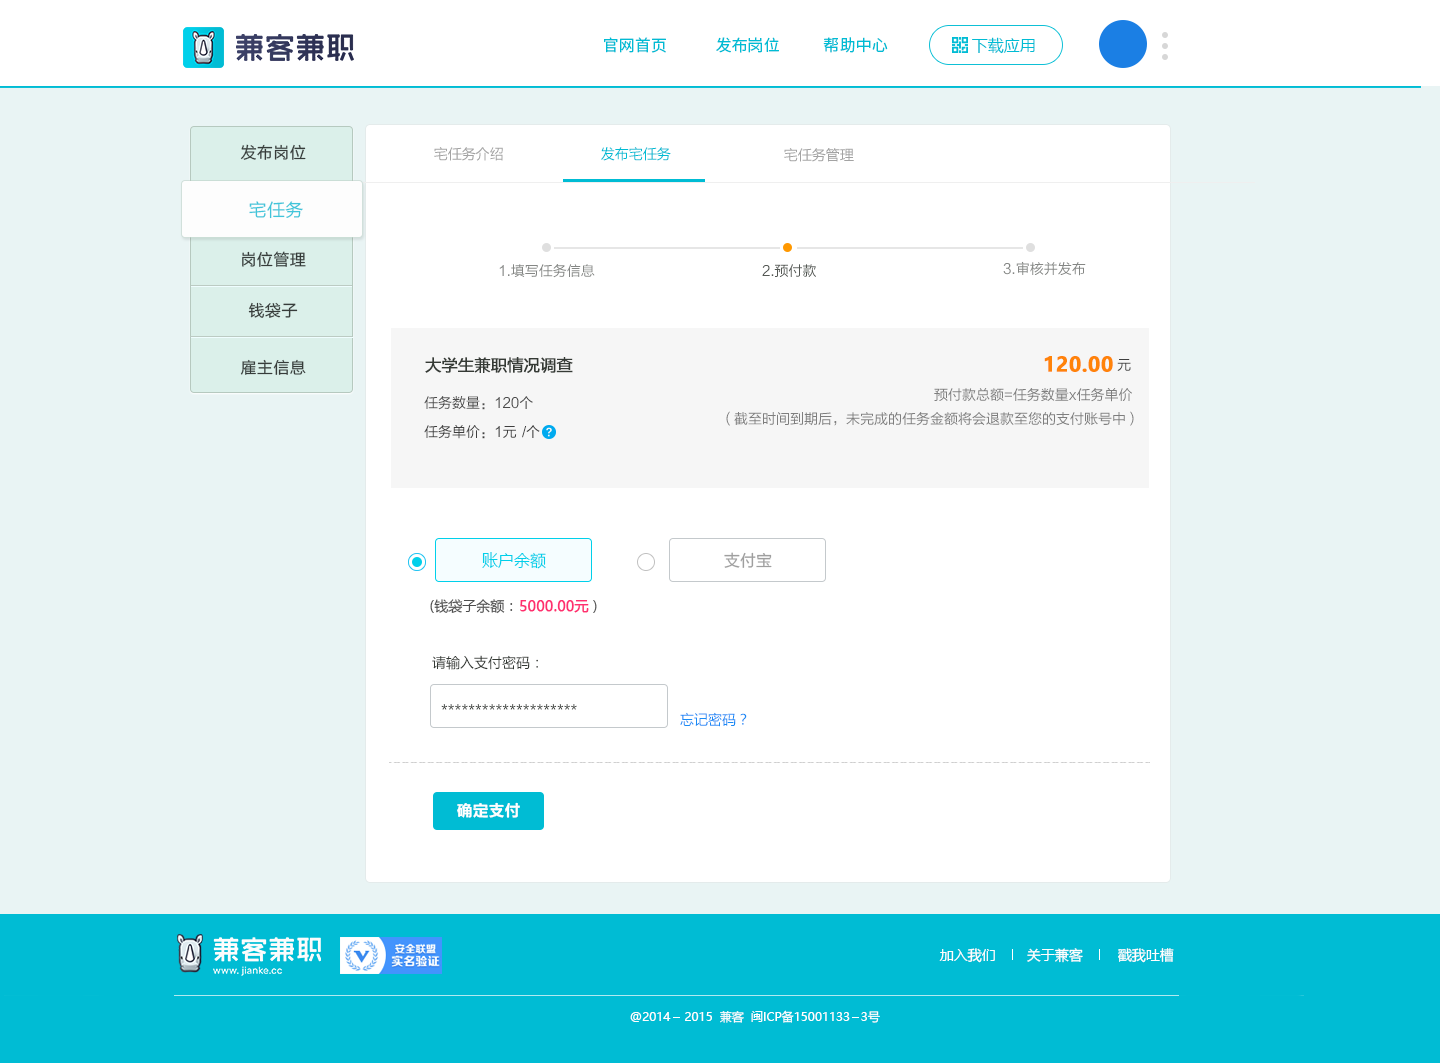 兼客兼职
官网首页
发布岗位
帮助中心
下载应用
发布岗位
宅任务
岗位管理
钱袋子
雇主信息
宅任务介绍
发布宅任务
宅任务管理
1.填写任务信息
2.预付款
3.审核并发布
大学生兼职情况调查
120.00 元
任务数量：120个
预付款总额=任务数量x任务单价
任务单价：1元 /个?
（截至时间到期后，未完成的任务金额将会退款至您的支付账号中）
账户余额
支付宝
(钱袋子余额：5000.00元 )
请输入支付密码：
********************
忘记密码？
确定支付
兼客兼职
www.jianke.cc
安全联盟
实名验证
加入我们
关于兼客
戳我吐槽
@2014－2015 兼客 闽ICP备15001133－3号